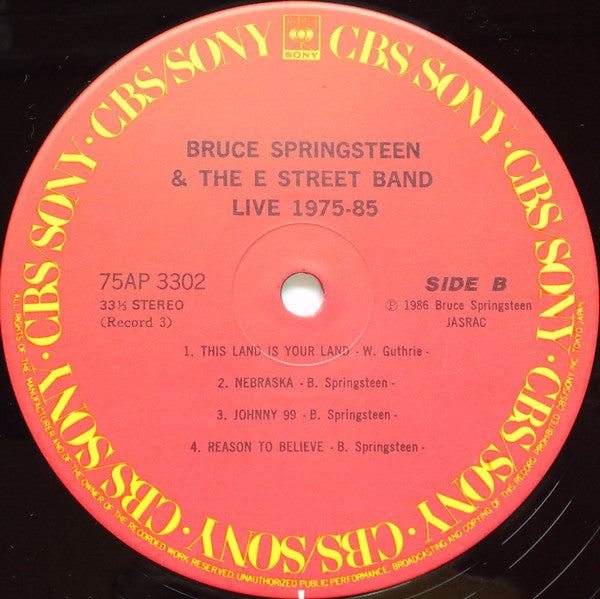 CBS
SONY
CBS/SONY · CBS SONY · CBS SONY · CBS/SONY · CBS/SONY · CBS/SONY · CBS/SONY · CBS/SONY ·
BRUCE SPRINGSTEEN
& THE E STREET BAND
LIVE 1975-85
75AP 3302
SIDE B
33⅓ STEREO
℗ 1986 Bruce Springsteen
(Record 3)
JASRAC
1. THIS LAND IS YOUR LAND - W. Guthrie -
2. NEBRASKA - B. Springsteen -
3. JOHNNY 99 - B. Springsteen -
4. REASON TO BELIEVE - B. Springsteen -
ALL RIGHTS OF THE MANUFACTURER AND OF THE OWNER OF THE RECORDED WORK RESERVED. UNAUTHORIZED PUBLIC PERFORMANCE, BROADCASTING AND COPYING OF THIS RECORD PROHIBITED CBS/SONY INC. TOKYO JAPAN